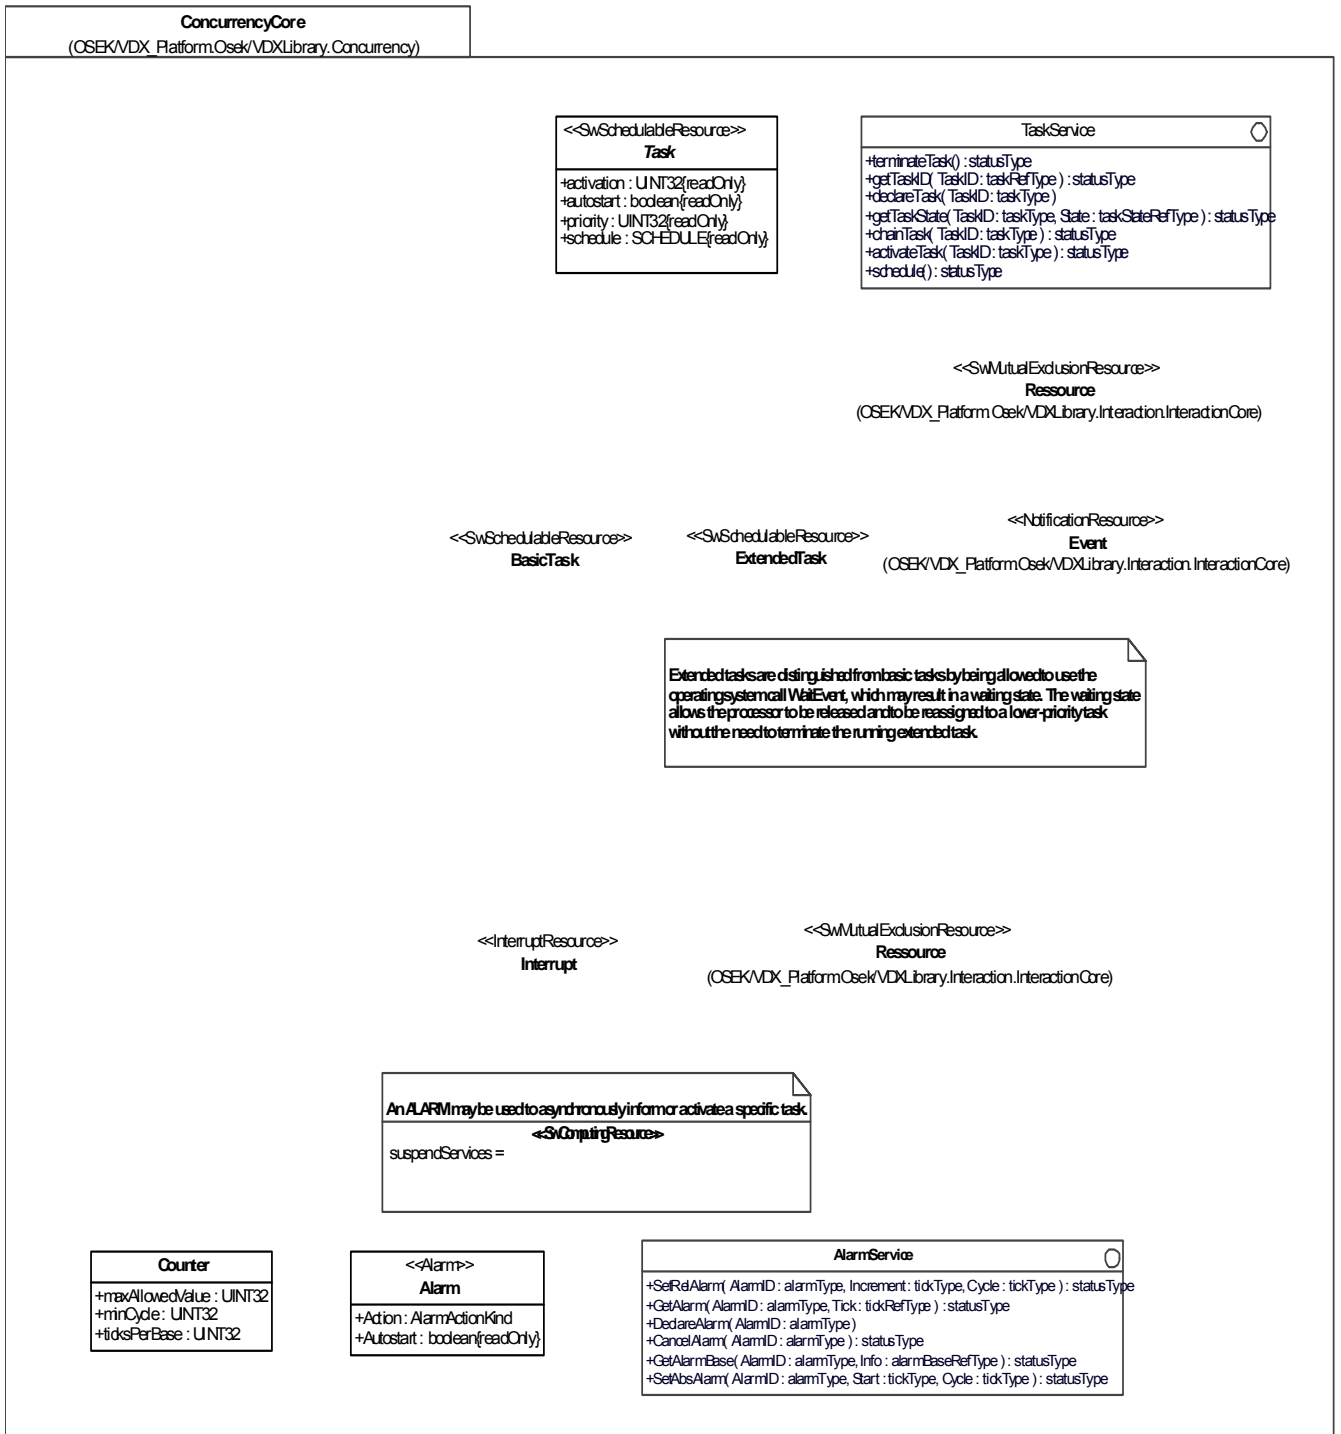 ConcurrencyCore
(OSEK/VDX_Platform.Osek/VDXLibrary.Concurrency)
<<SwSchedulableResource>>
Task
+activation : UINT32{readOnly}
+autostart : boolean{readOnly}
+priority : UINT32{readOnly}
+schedule : SCHEDULE{readOnly}
TaskService
+terminateTask() : statusType
+getTaskID( TaskID : taskRefType ) : statusType
+declareTask( TaskID : taskType )
+getTaskState( TaskID : taskType, State : taskStateRefType ) : statusType
+chainTask( TaskID : taskType ) : statusType
+activateTask( TaskID : taskType ) : statusType
+schedule() : statusType
<<SwMutualExclusionResource>>
Ressource
(OSEK/VDX_Platform.Osek/VDXLibrary.Interaction.InteractionCore)
<<SwSchedulableResource>>
BasicTask
<<SwSchedulableResource>>
ExtendedTask
<<NotificationResource>>
Event
(OSEK/VDX_Platform.Osek/VDXLibrary.Interaction.InteractionCore)
Extended tasks are distinguished from basic tasks by being allowed to use the
operating system call WaitEvent, which may result in a waiting state. The waiting state
allows the processor to be released and to be reassigned to a lower-priority task
without the need to terminate the running extended task.
<<InterruptResource>>
Interrupt
<<SwMutualExclusionResource>>
Ressource
(OSEK/VDX_Platform.Osek/VDXLibrary.Interaction.InteractionCore)
An ALARM may be used to asynchronously inform or activate a specific task.
<<SwComputingResource>>
suspendServices =
Counter
+maxAllowedValue : UINT32
+minCycle : UINT32
+ticksPerBase : UINT32
<<Alarm>>
Alarm
+Action : AlarmActionKind
+Autostart : boolean{readOnly}
AlarmService
+SetRelAlarm( AlarmID : alarmType, Increment : tickType, Cycle : tickType ) : statusType
+GetAlarm( AlarmID : alarmType, Tick : tickRefType ) : statusType
+DeclareAlarm( AlarmID : alarmType )
+CancelAlarm( AlarmID : alarmType ) : statusType
+GetAlarmBase( AlarmID : alarmType, Info : alarmBaseRefType ) : statusType
+SetAbsAlarm( AlarmID : alarmType, Start : tickType, Cycle : tickType ) : statusType